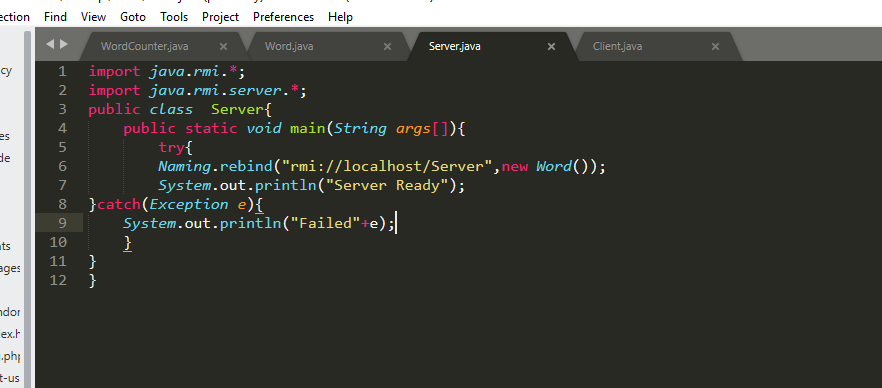 ection Find View Goto Tools Project Preferences Help
WordCounter.java × Word.java × Server.java × Client.java ×
cy
es
de
nts
ages
ndor
ex.h
.php
t-us
1 import java.rmi.*;
2 import java.rmi.server.*;
3 public class  Server{
4 public static void main(String args[]){
5 try{
6 Naming.rebind("rmi://localhost/Server",new Word());
7 System.out.println("Server Ready");
8 }catch(Exception e){
9 System.out.println("Failed"+e);
10 }
11 }
12 }